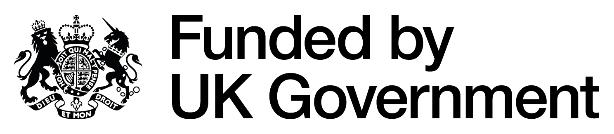 Funded by
UK Government
DIEU ET MON DROIT